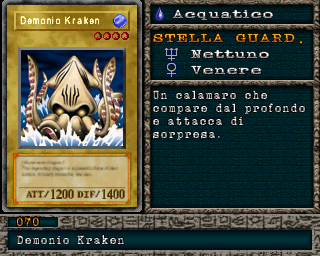 Demonio Kraken
ATT/1200 DIF/1400
Acquatico
STELLA GUARD.
Nettuno
Venere
Un calamaro che
compare dal profondo
e attacca di
sorpresa.
070
Demonio Kraken